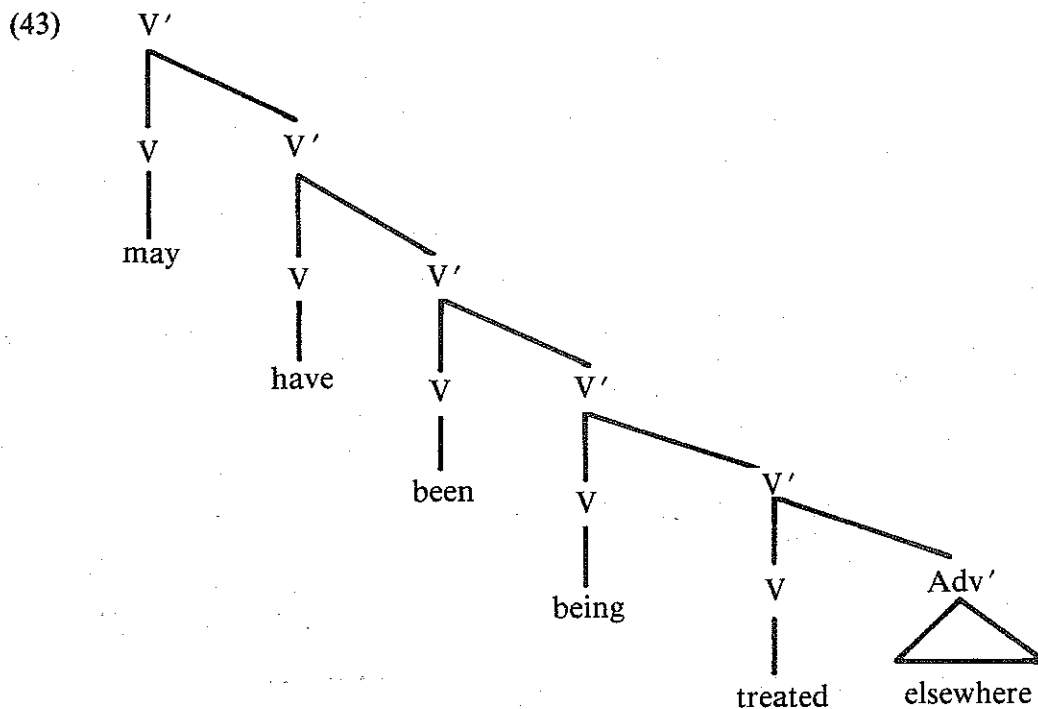 (43) V′
V V′
may
V V′
have
V V′
been V′
V Adv′
being V
treated elsewhere